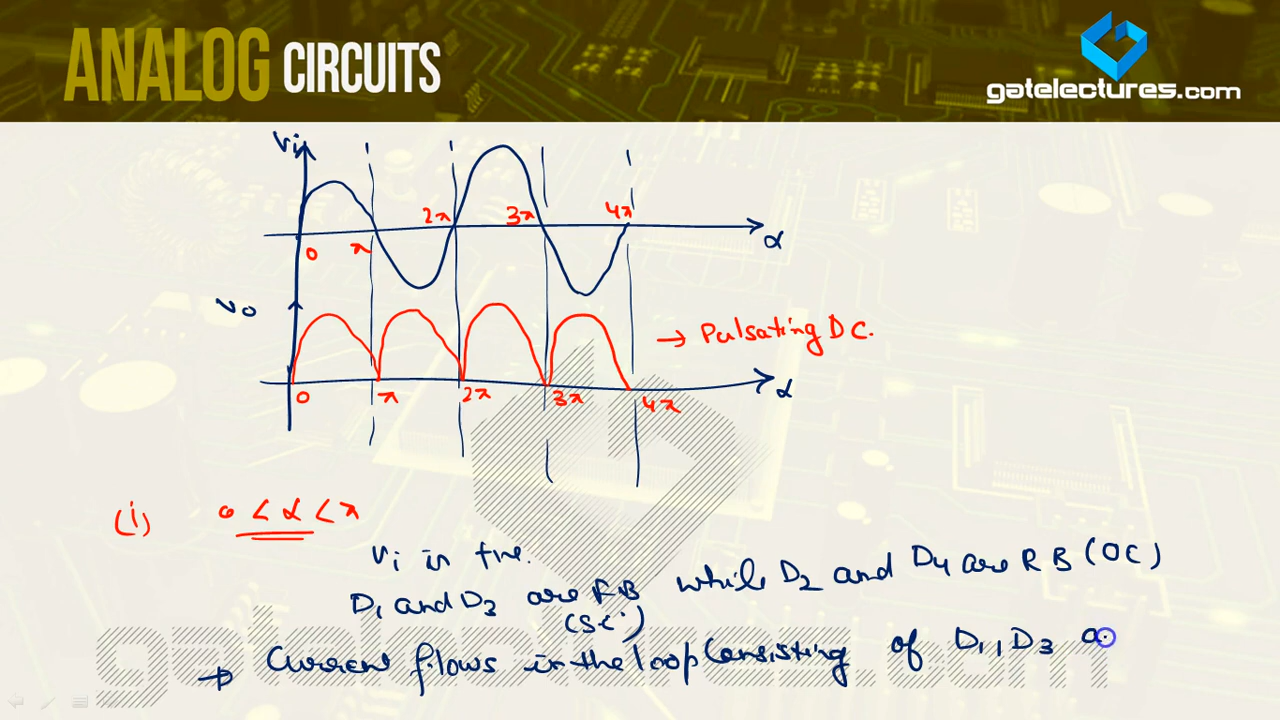 ANALOG CIRCUITS
gatelectures.com
Vi
2π 3π 4π
0 π
α
Vo
→ Pulsating DC.
0 π 2π 3π 4π
α
(i) 0 < α < π
Vi is +ve.
D1 and D3 are FB while D2 and D4 are RB (OC)
(SC)
→ Current flows in the loop Consisting of D1, D3 a
gatelectures.com